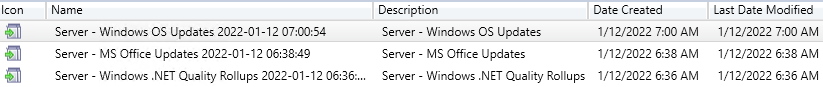 Icon Name Description Date Created Last Date Modified
Server - Windows OS Updates 2022-01-12 07:00:54 Server - Windows OS Updates 1/12/2022 7:00 AM 1/12/2022 7:00 AM
Server - MS Office Updates 2022-01-12 06:38:49 Server - MS Office Updates 1/12/2022 6:38 AM 1/12/2022 6:38 AM
Server - Windows .NET Quality Rollups 2022-01-12 06:36:... Server - Windows .NET Quality Rollups 1/12/2022 6:36 AM 1/12/2022 6:36 AM